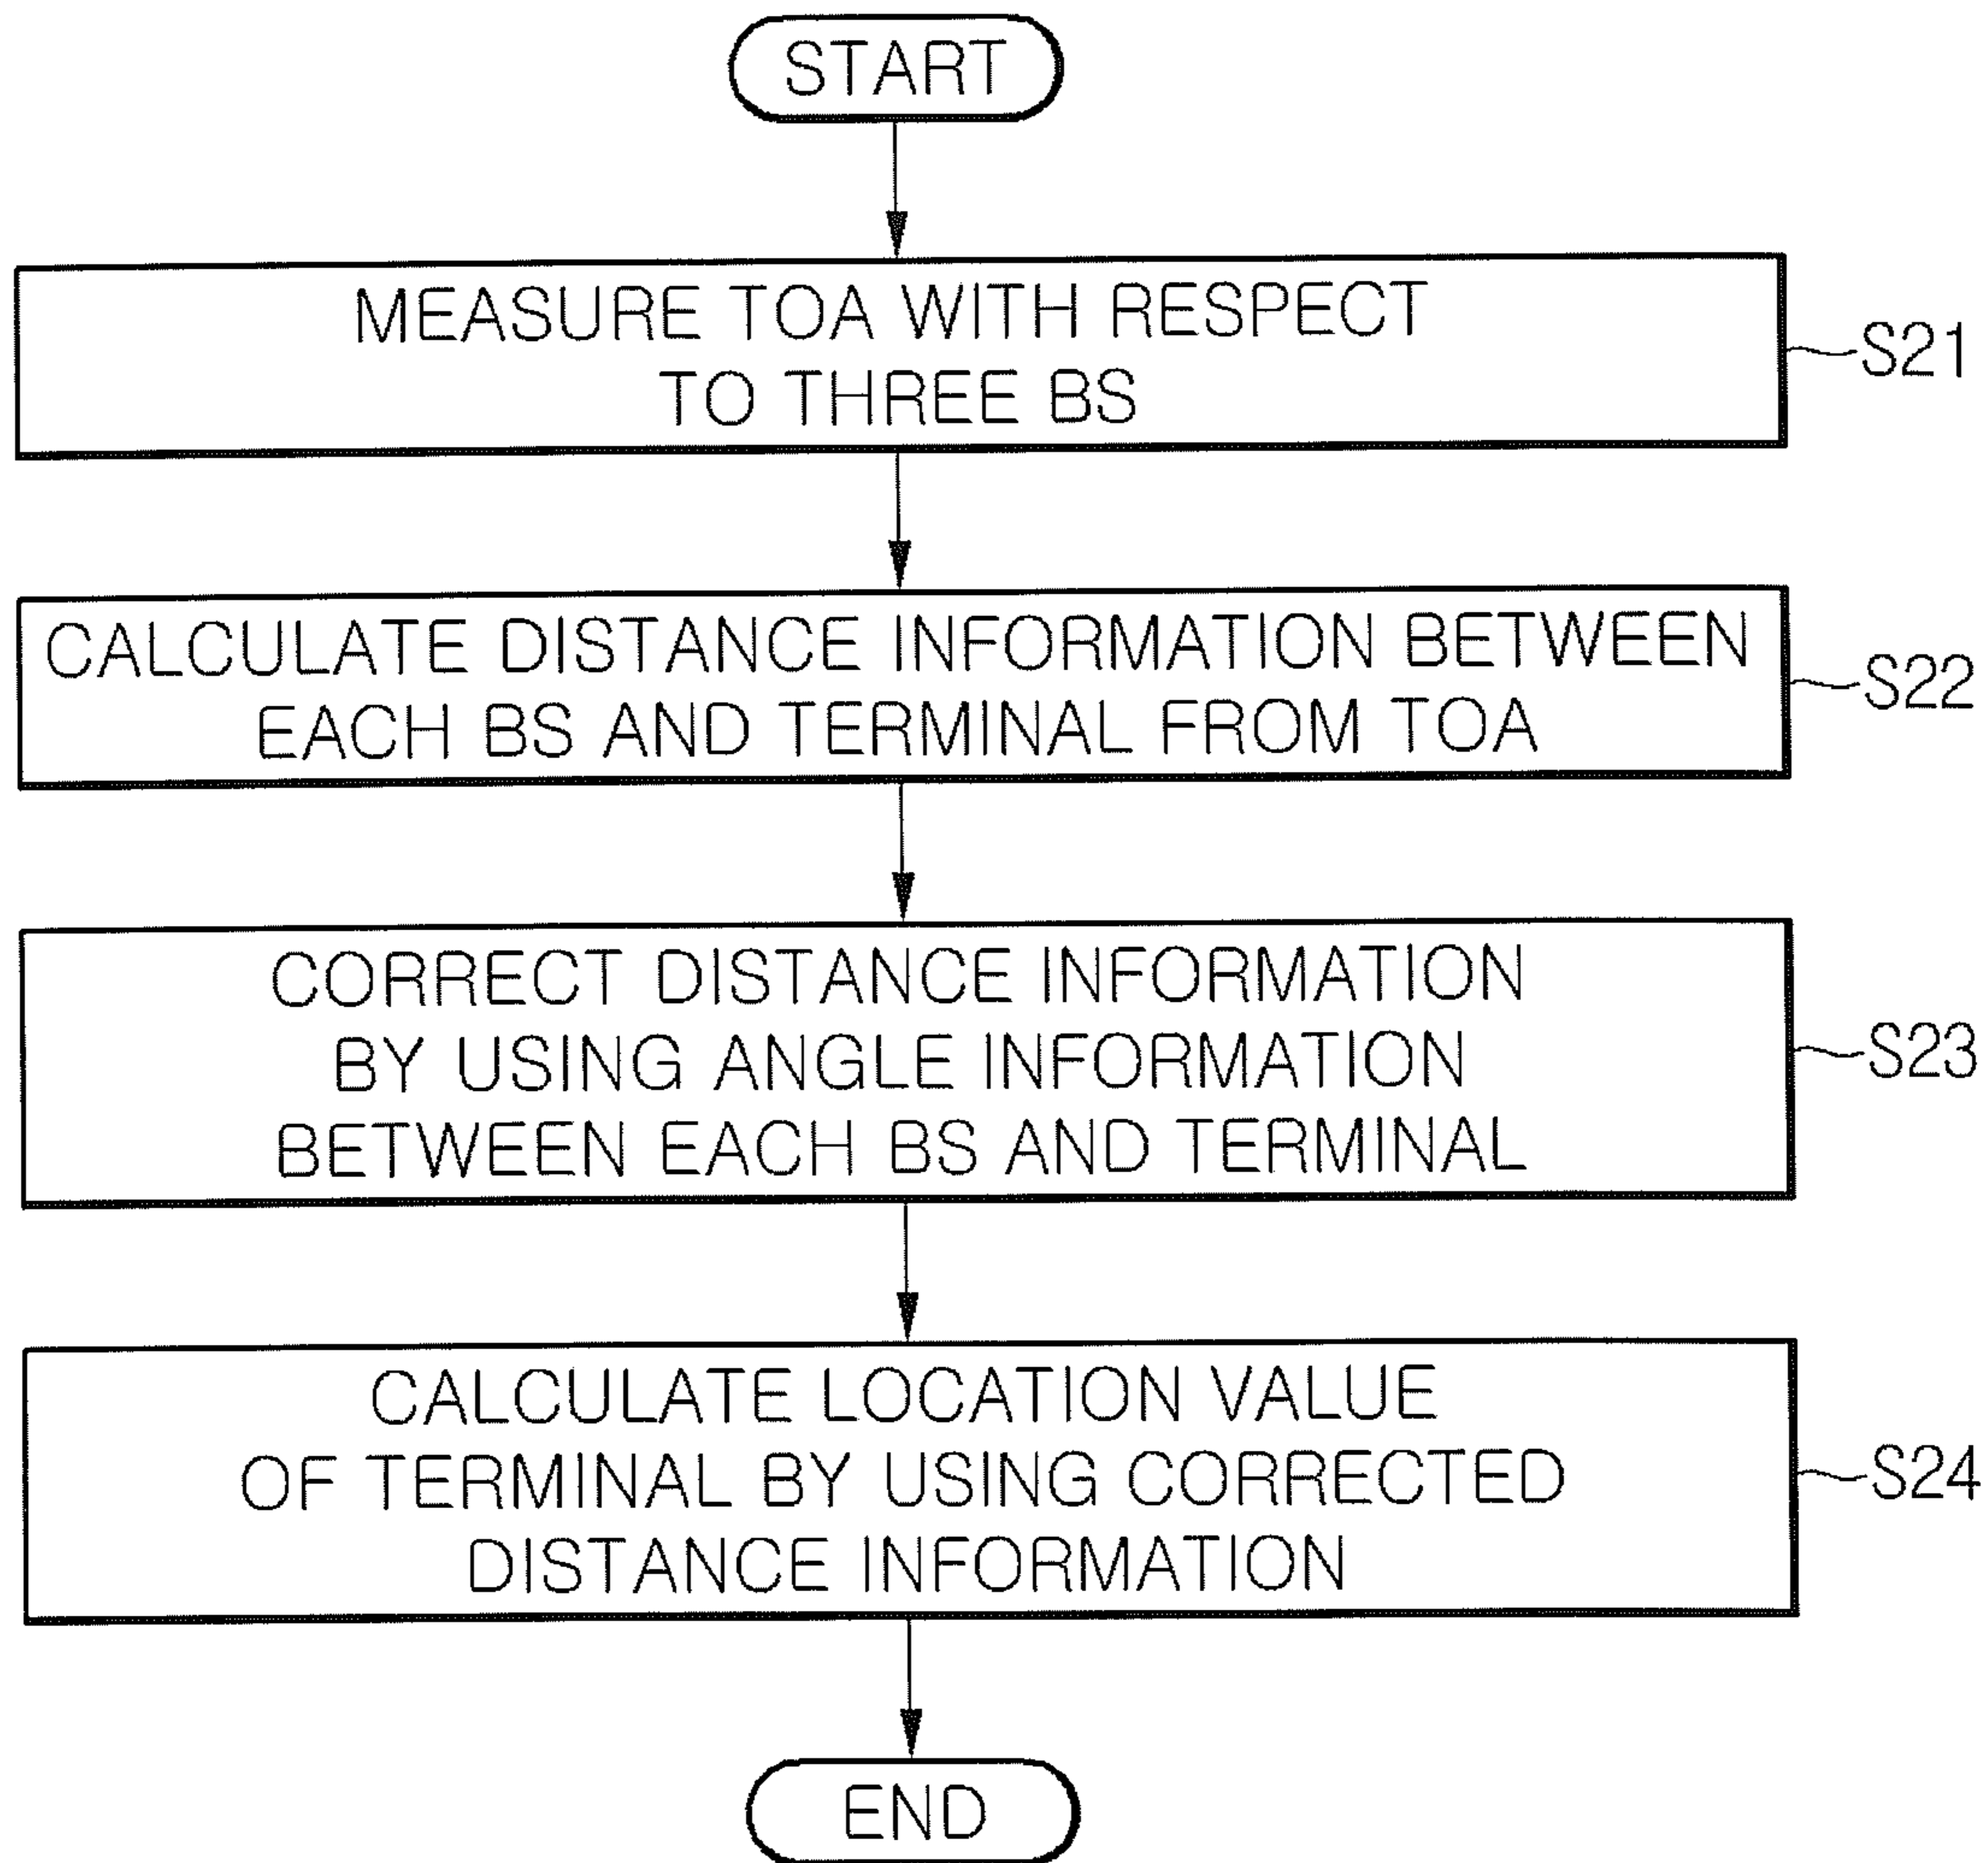 START
MEASURE TOA WITH RESPECT
TO THREE BS
S21
CALCULATE DISTANCE INFORMATION BETWEEN
EACH BS AND TERMINAL FROM TOA
S22
CORRECT DISTANCE INFORMATION
BY USING ANGLE INFORMATION
BETWEEN EACH BS AND TERMINAL
S23
CALCULATE LOCATION VALUE
OF TERMINAL BY USING CORRECTED
DISTANCE INFORMATION
S24
END